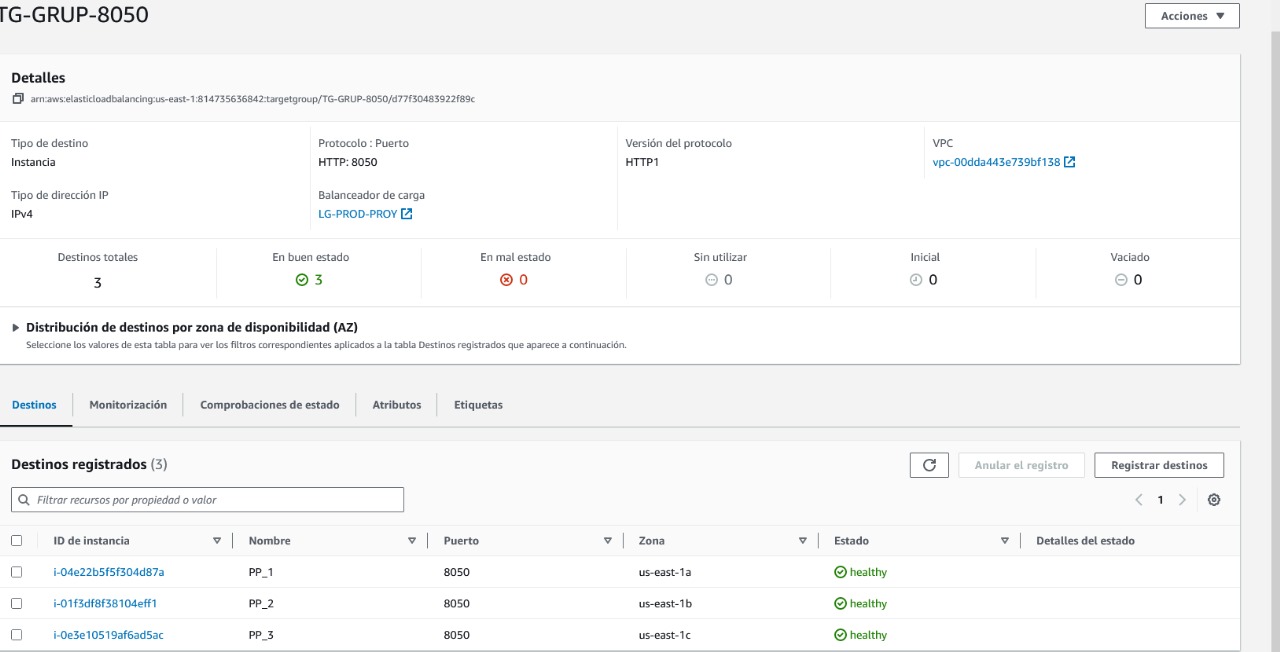 TG-GRUP-8050
Acciones
Detalles
arn:aws:elasticloadbalancing:us-east-1:814735636842:targetgroup/TG-GRUP-8050/d77f30483922f89c
Tipo de destino
Instancia
Protocolo : Puerto
HTTP: 8050
Versión del protocolo
HTTP1
VPC
vpc-00dda443e739bf138
Tipo de dirección IP
IPv4
Balanceador de carga
LG-PROD-PROY
Destinos totales
3
En buen estado
3
En mal estado
0
Sin utilizar
0
Inicial
0
Vaciado
0
Distribución de destinos por zona de disponibilidad (AZ)
Seleccione los valores de esta tabla para ver los filtros correspondientes aplicados a la tabla Destinos registrados que aparece a continuación.
Destinos Monitorización Comprobaciones de estado Atributos Etiquetas
Destinos registrados (3)
Anular el registro
Registrar destinos
Filtrar recursos por propiedad o valor
1
ID de instancia Nombre Puerto Zona Estado Detalles del estado
i-04e22b5f5f304d87a PP_1 8050 us-east-1a healthy
i-01f3df8f38104eff1 PP_2 8050 us-east-1b healthy
i-0e3e10519af6ad5ac PP_3 8050 us-east-1c healthy